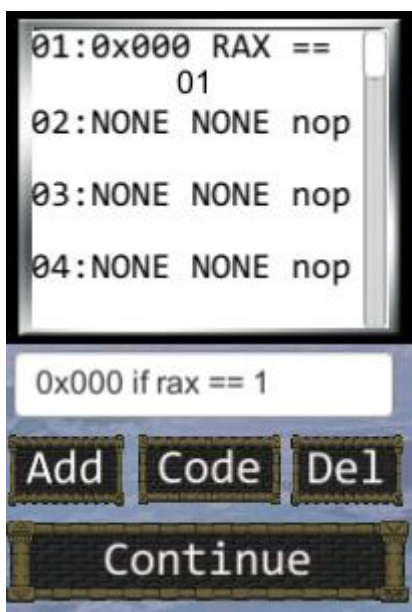 01:0x000 RAX ==
01
02:NONE NONE nop
03:NONE NONE nop
04:NONE NONE nop
0x000 if rax == 1
Add Code Del
Continue